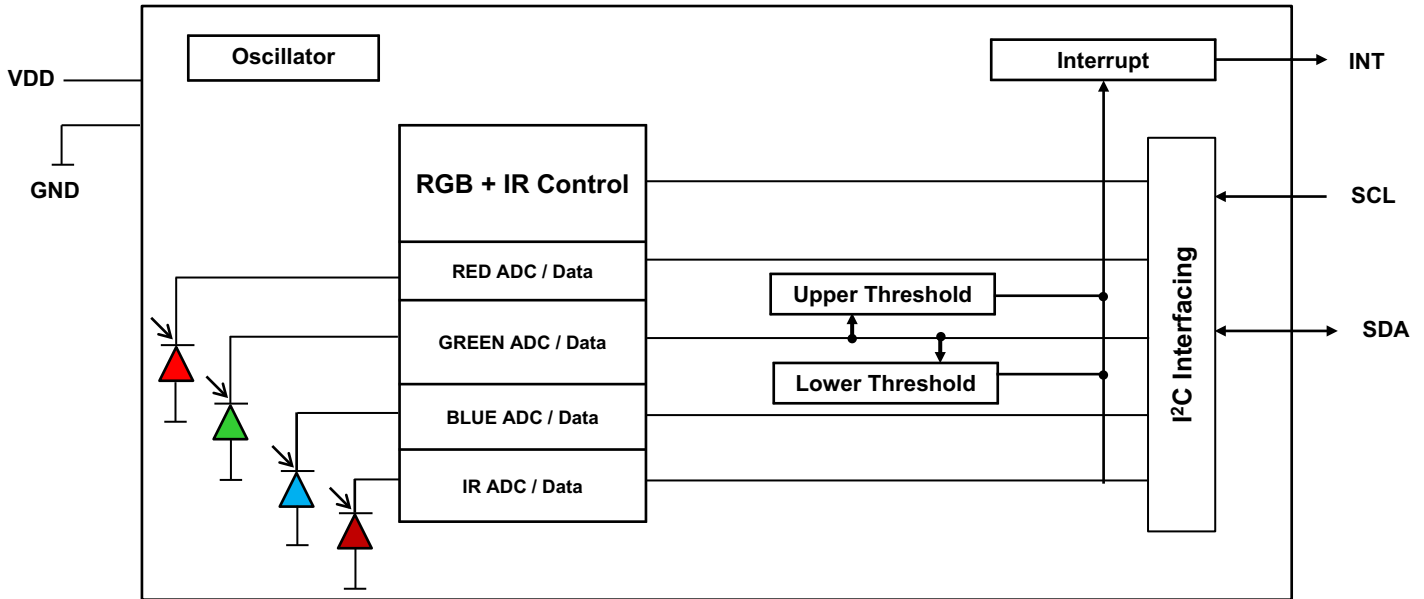 Oscillator
Interrupt
INT
VDD
GND
RGB + IR Control
SCL
RED ADC / Data
Upper Threshold
GREEN ADC / Data
SDA
Lower Threshold
BLUE ADC / Data
IR ADC / Data
I²C Interfacing